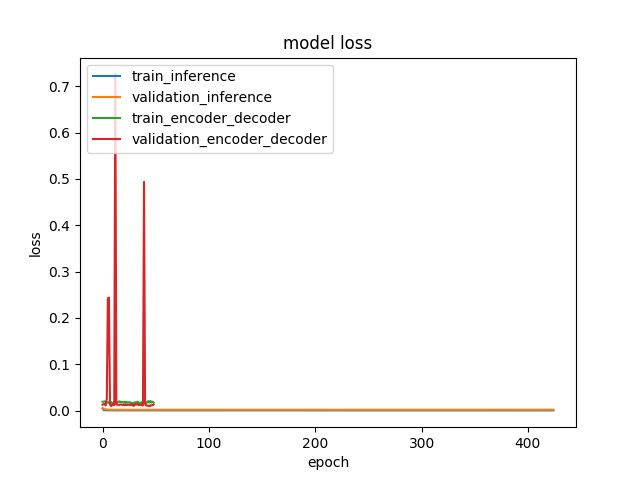 model loss
train_inference
validation_inference
train_encoder_decoder
validation_encoder_decoder
loss
0.7
0.6
0.5
0.4
0.3
0.2
0.1
0.0
0 100 200 300 400
epoch